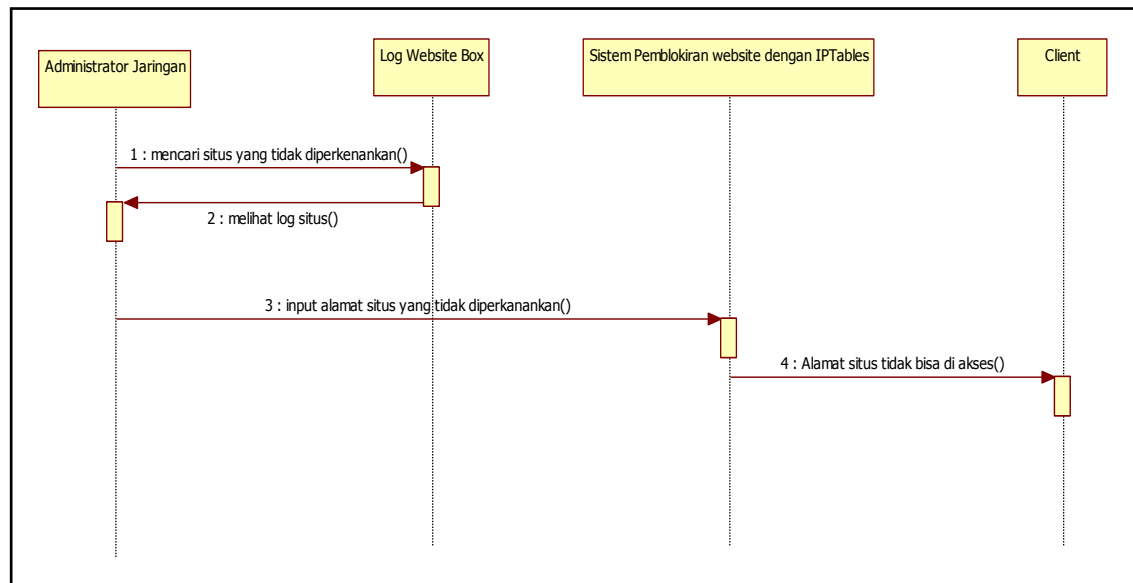 Administrator Jaringan
Log Website Box
Sistem Pemblokiran website dengan IPTables
Client
1 : mencari situs yang tidak diperkenankan()
2 : melihat log situs()
3 : input alamat situs yang tidak diperkanankan()
4 : Alamat situs tidak bisa di akses()